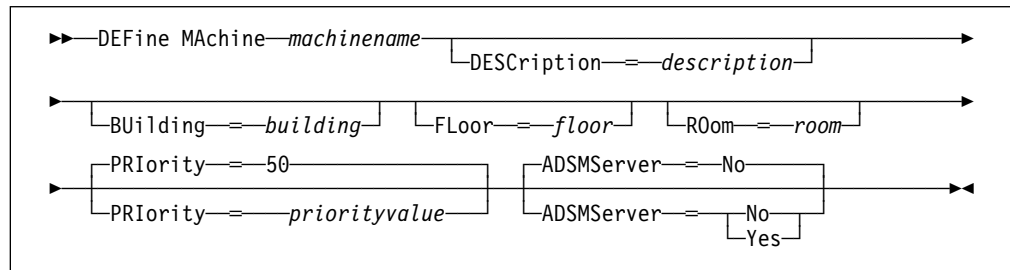 DEFine MAchine machinename
DESCription = description
BUilding = building FLoor = floor ROom = room
PRIority = 50 ADSMServer = No
PRIority = priorityvalue ADSMServer = No
Yes